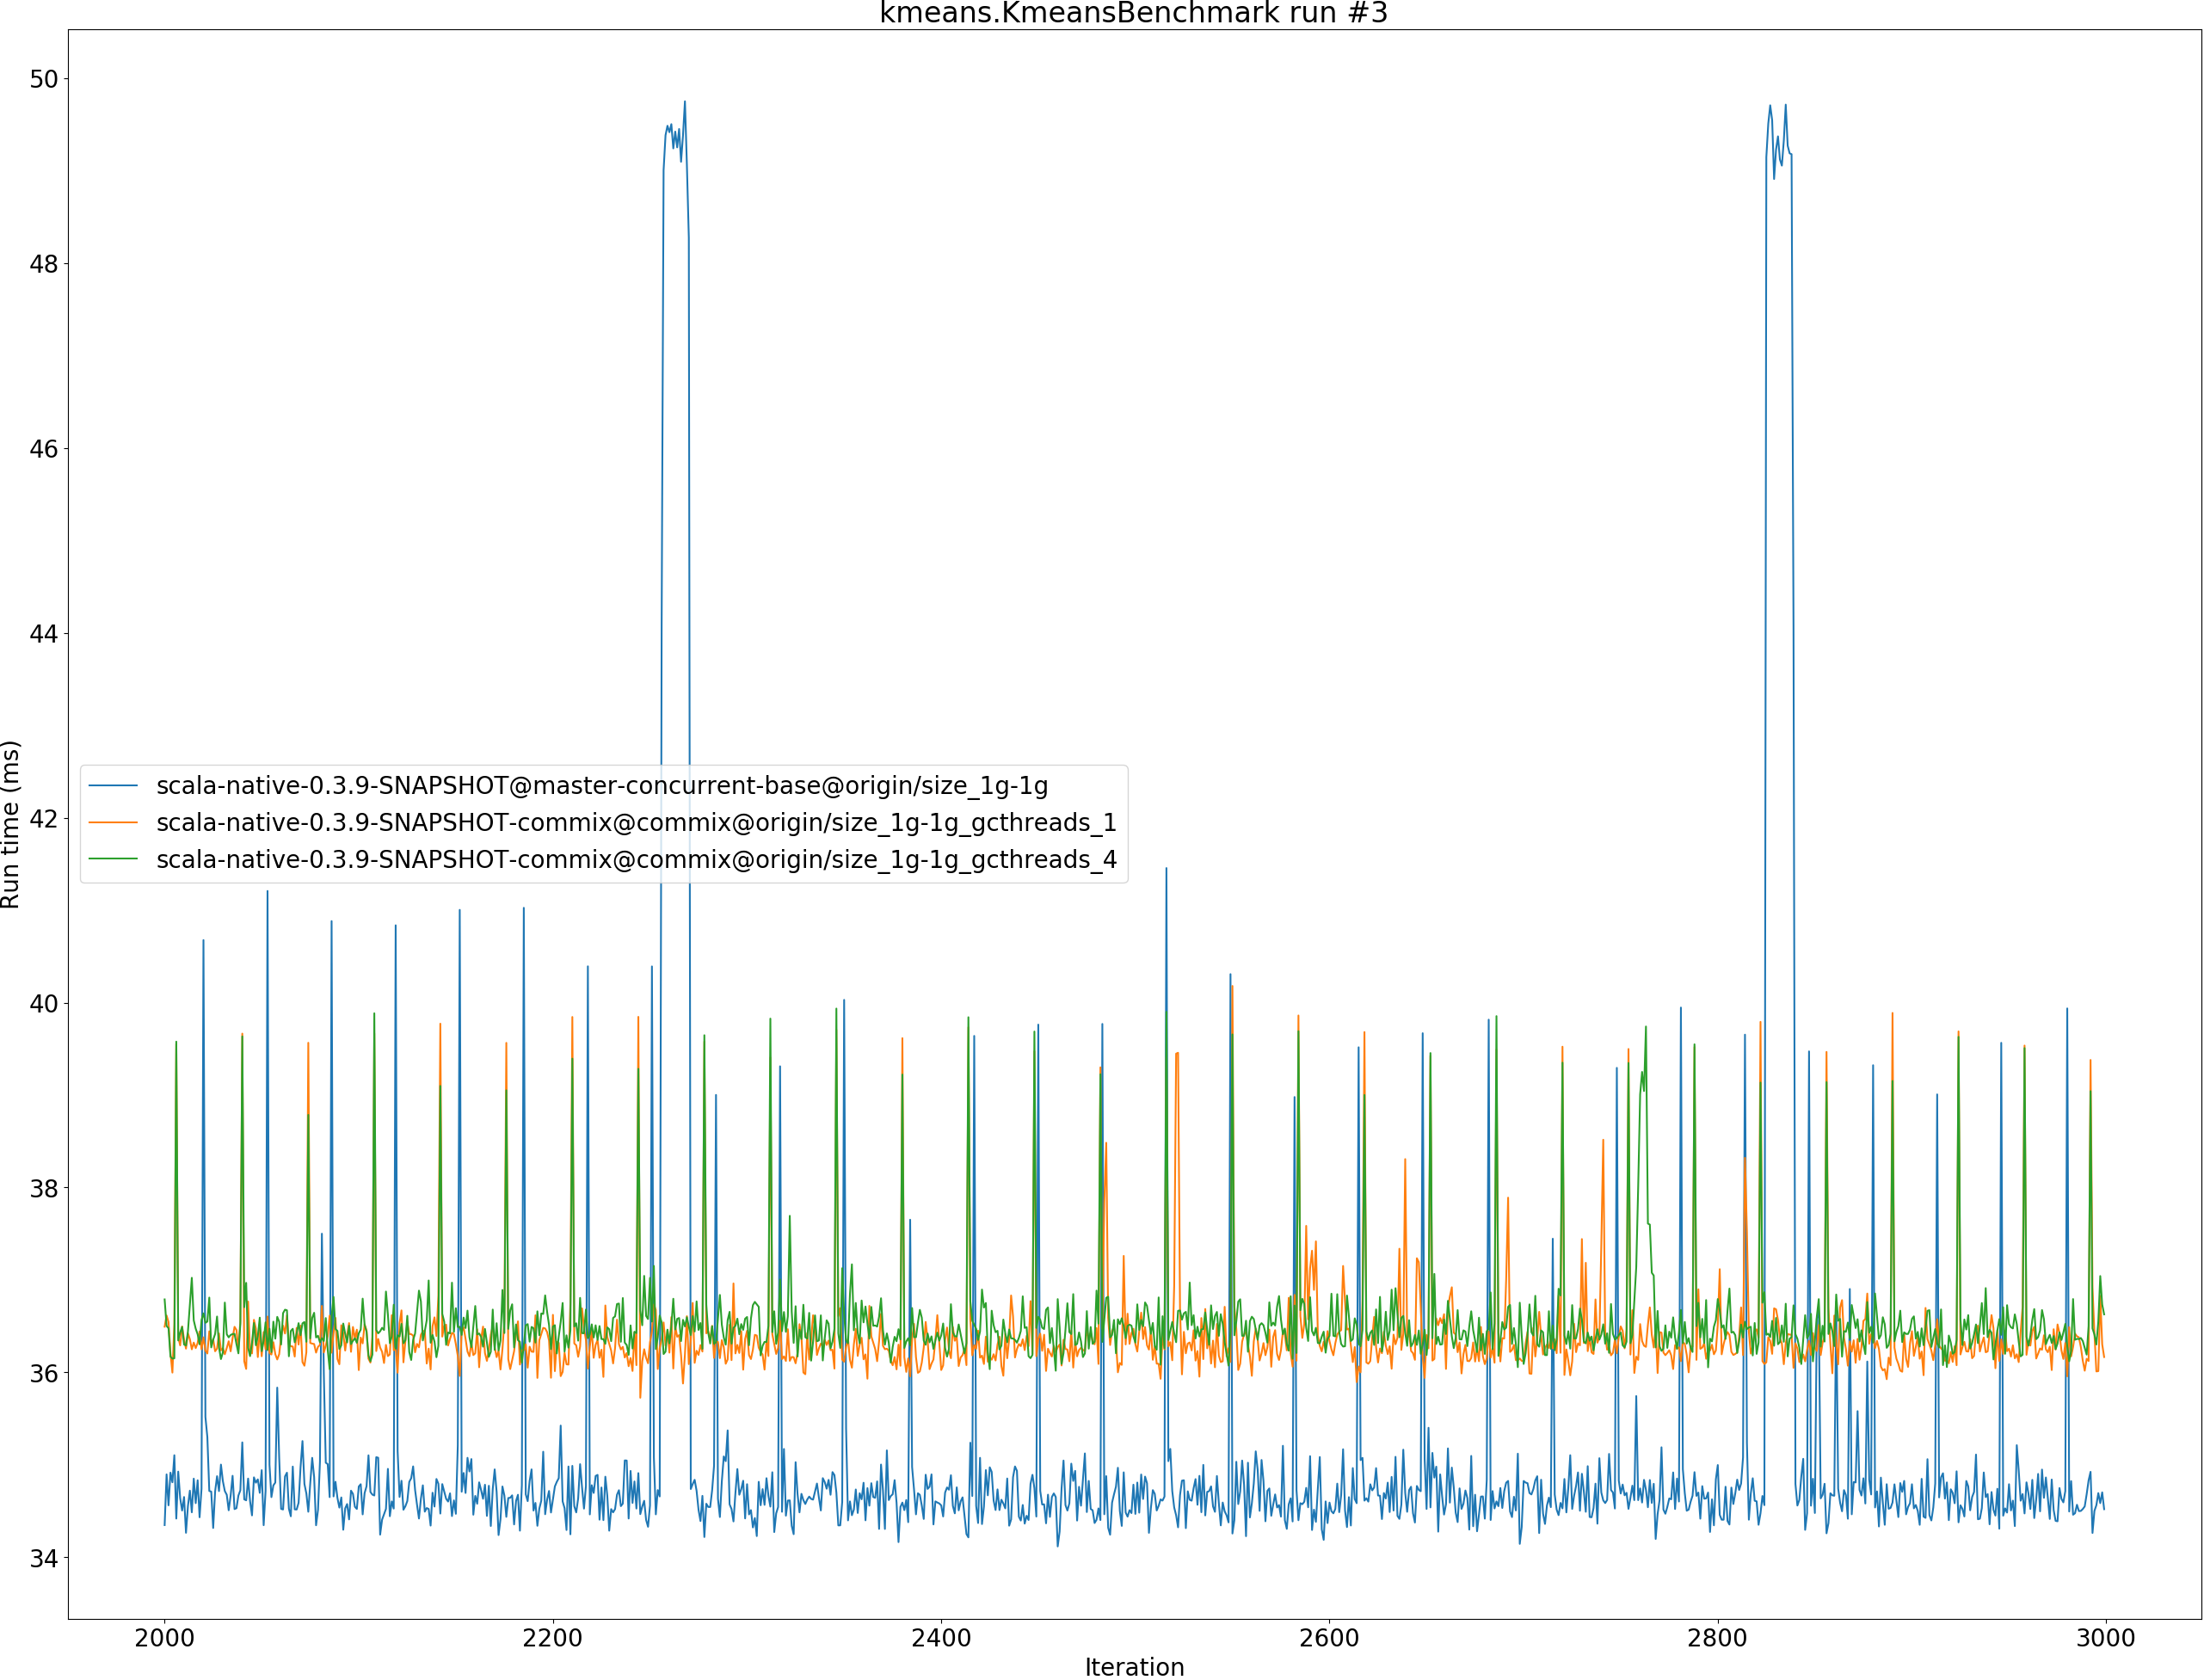 kmeans.KmeansBenchmark run #3
50
48
46
44
42
40
38
36
34
Run time (ms)
scala-native-0.3.9-SNAPSHOT@master-concurrent-base@origin/size_1g-1g
scala-native-0.3.9-SNAPSHOT-commix@commix@origin/size_1g-1g_gcthreads_1
scala-native-0.3.9-SNAPSHOT-commix@commix@origin/size_1g-1g_gcthreads_4
2000 2200 2400 2600 2800 3000
Iteration